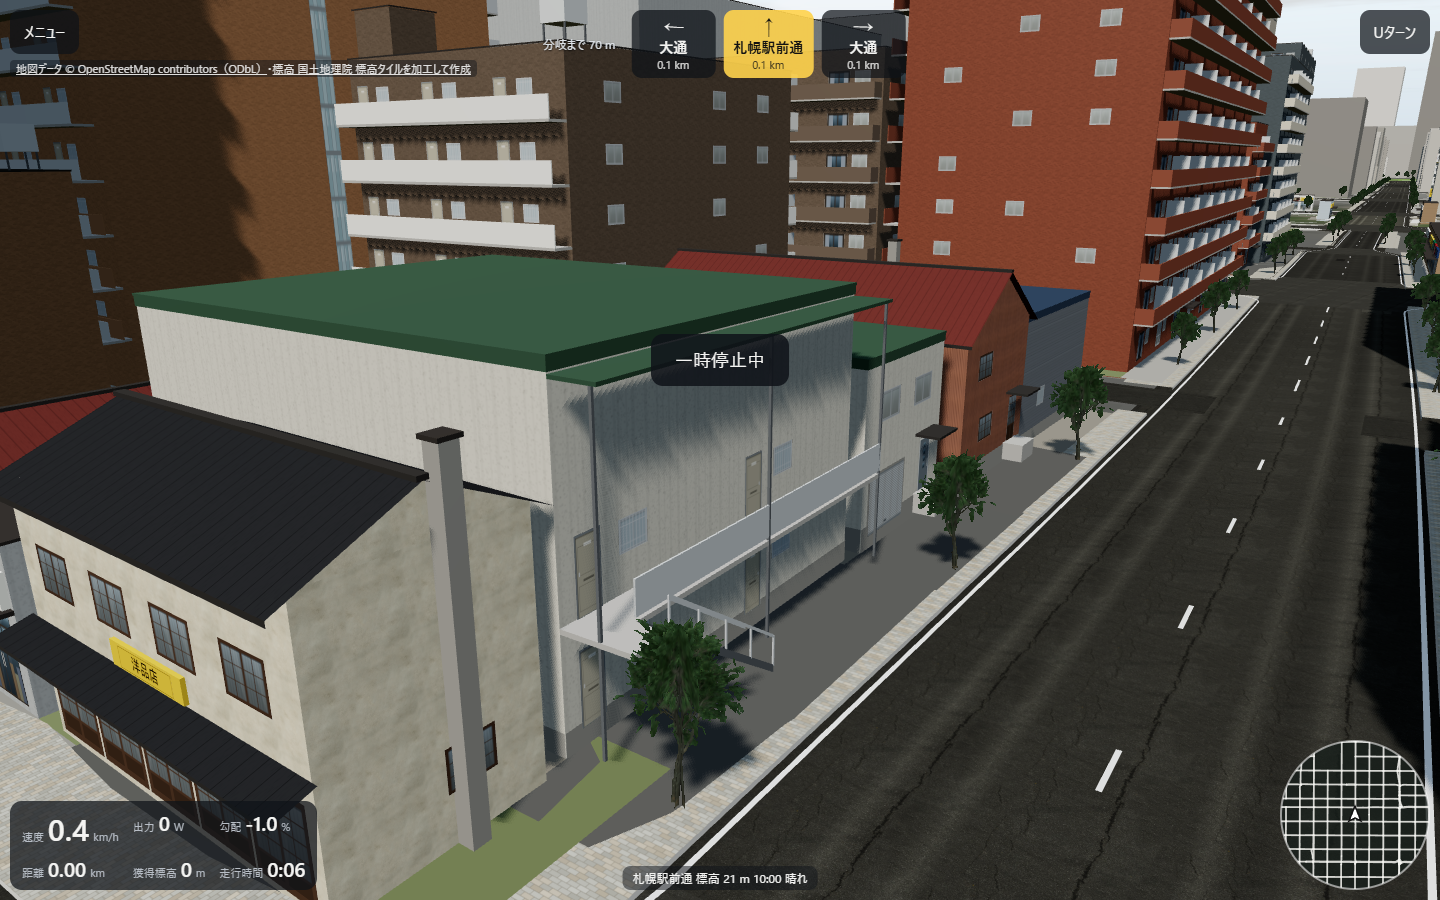 メニュー
分岐まで 70 m
←
大通
0.1 km
↑
札幌駅前通
0.1 km
→
大通
0.1 km
Uターン
地図データ © OpenStreetMap contributors（ODbL）・標高 国土地理院 標高タイルを加工して作成
一時停止中
洋品店
速度 0.4 km/h
出力 0 W
勾配 -1.0 %
距離 0.00 km
獲得標高 0 m
走行時間 0:06
札幌駅前通 標高 21 m 10:00 晴れ